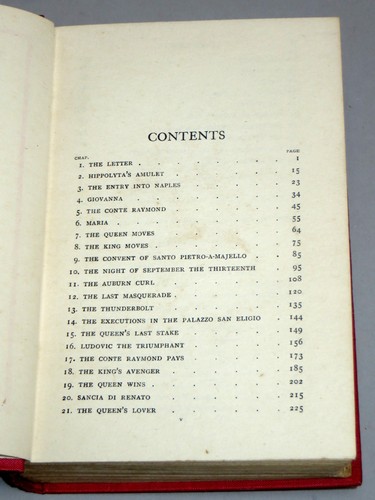 CONTENTS
CHAP. PAGE
1. THE LETTER . . . . . . 1
2. HIPPOLYTA'S AMULET . . . . . 15
3. THE ENTRY INTO NAPLES . . . . 23
4. GIOVANNA . . . . . . 34
5. THE CONTE RAYMOND . . . . . 45
6. MARIA . . . . . . . 55
7. THE QUEEN MOVES . . . . . 64
8. THE KING MOVES . . . . . 75
9. THE CONVENT OF SANTO PIETRO-A-MAJELLO . . 85
10. THE NIGHT OF SEPTEMBER THE THIRTEENTH . . 95
11. THE AUBURN CURL . . . . . 108
12. THE LAST MASQUERADE . . . . . 120
13. THE THUNDERBOLT . . . . . 135
14. THE EXECUTIONS IN THE PALAZZO SAN ELIGIO . . 144
15. THE QUEEN'S LAST STAKE . . . . 149
16. LUDOVIC THE TRIUMPHANT . . . . 156
17. THE CONTE RAYMOND PAYS . . . . 173
18. THE KING'S AVENGER . . . . . 185
19. THE QUEEN WINS . . . . . 202
20. SANCIA DI RENATO . . . . . 215
21. THE QUEEN'S LOVER . . . . . 225